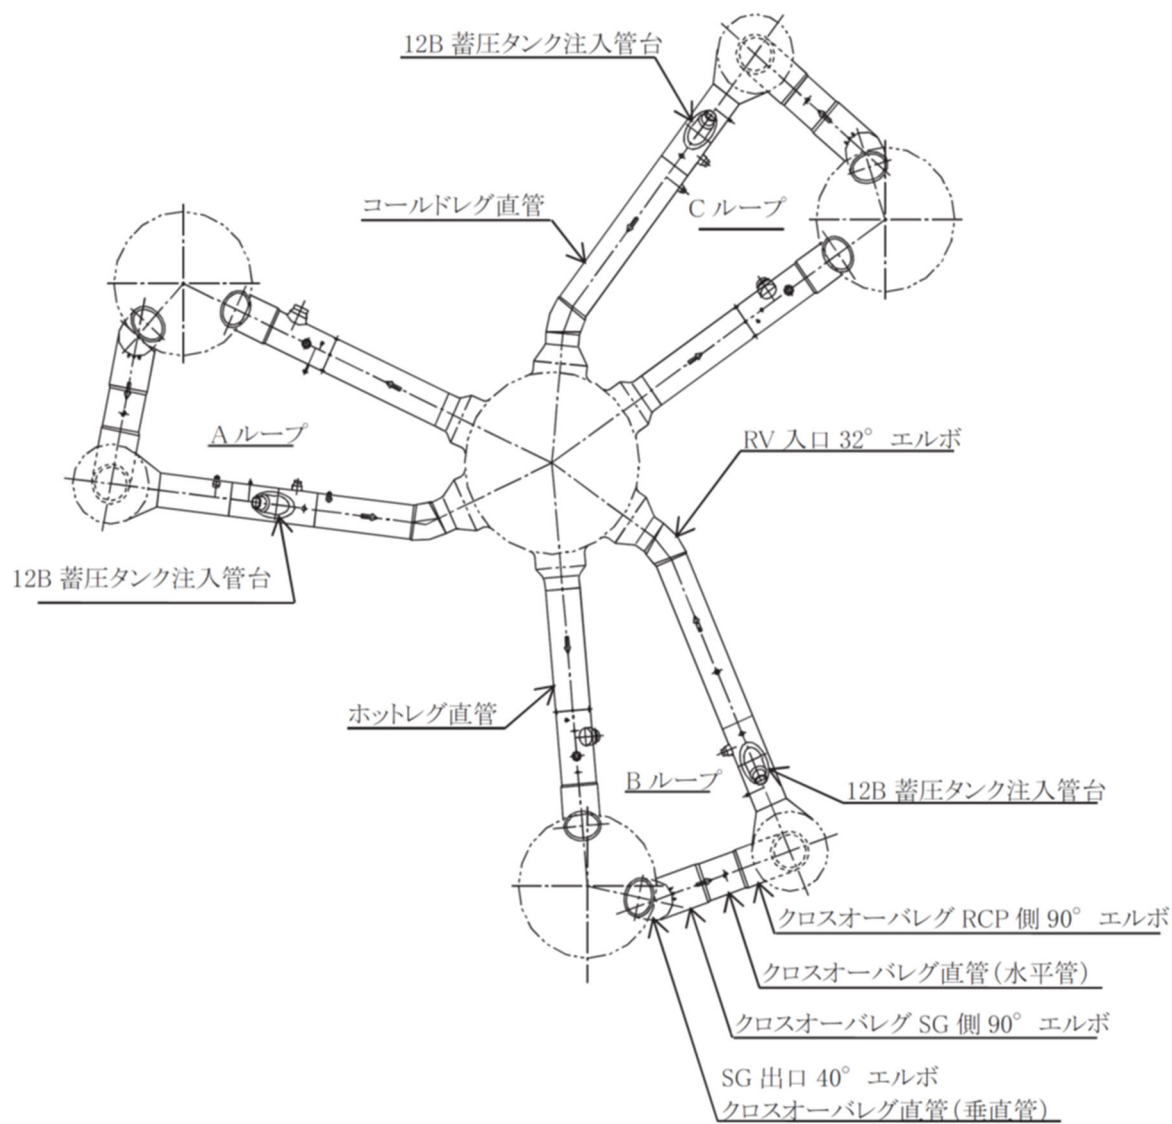 12B 蓄圧タンク注入管台
コールドレグ直管
C ループ
A ループ
RV 入口 32° エルボ
12B 蓄圧タンク注入管台
ホットレグ直管
B ループ
12B 蓄圧タンク注入管台
クロスオーバレグ RCP 側 90° エルボ
クロスオーバレグ直管(水平管)
クロスオーバレグ SG 側 90° エルボ
SG 出口 40° エルボ
クロスオーバレグ直管(垂直管)